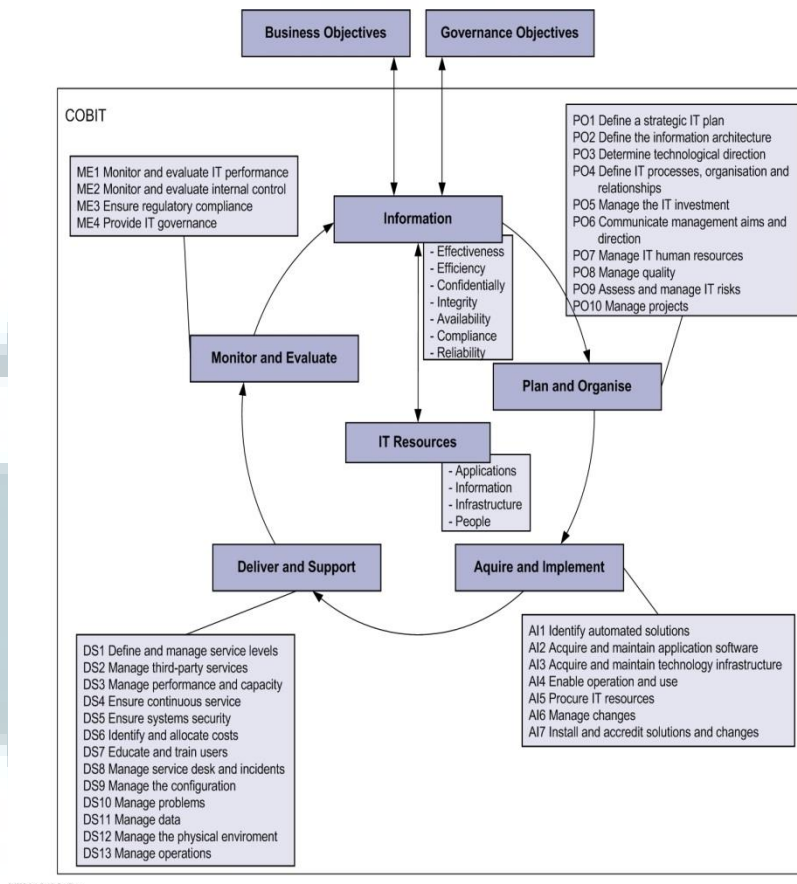 Business Objectives
Governance Objectives
COBIT
PO1 Define a strategic IT plan
PO2 Define the information architecture
PO3 Determine technological direction
PO4 Define IT processes, organisation and
relationships
PO5 Manage the IT investment
PO6 Communicate management aims and
direction
PO7 Manage IT human resources
PO8 Manage quality
PO9 Assess and manage IT risks
PO10 Manage projects
ME1 Monitor and evaluate IT performance
ME2 Monitor and evaluate internal control
ME3 Ensure regulatory compliance
ME4 Provide IT governance
Information
- Effectiveness
- Efficiency
- Confidentially
- Integrity
- Availability
- Compliance
- Reliability
Monitor and Evaluate
Plan and Organise
IT Resources
- Applications
- Information
- Infrastructure
- People
Deliver and Support
Aquire and Implement
DS1 Define and manage service levels
DS2 Manage third-party services
DS3 Manage performance and capacity
DS4 Ensure continuous service
DS5 Ensure systems security
DS6 Identify and allocate costs
DS7 Educate and train users
DS8 Manage service desk and incidents
DS9 Manage the configuration
DS10 Manage problems
DS11 Manage data
DS12 Manage the physical enviroment
DS13 Manage operations
AI1 Identify automated solutions
AI2 Acquire and maintain application software
AI3 Acquire and maintain technology infrastructure
AI4 Enable operation and use
AI5 Procure IT resources
AI6 Manage changes
AI7 Install and accredit solutions and changes